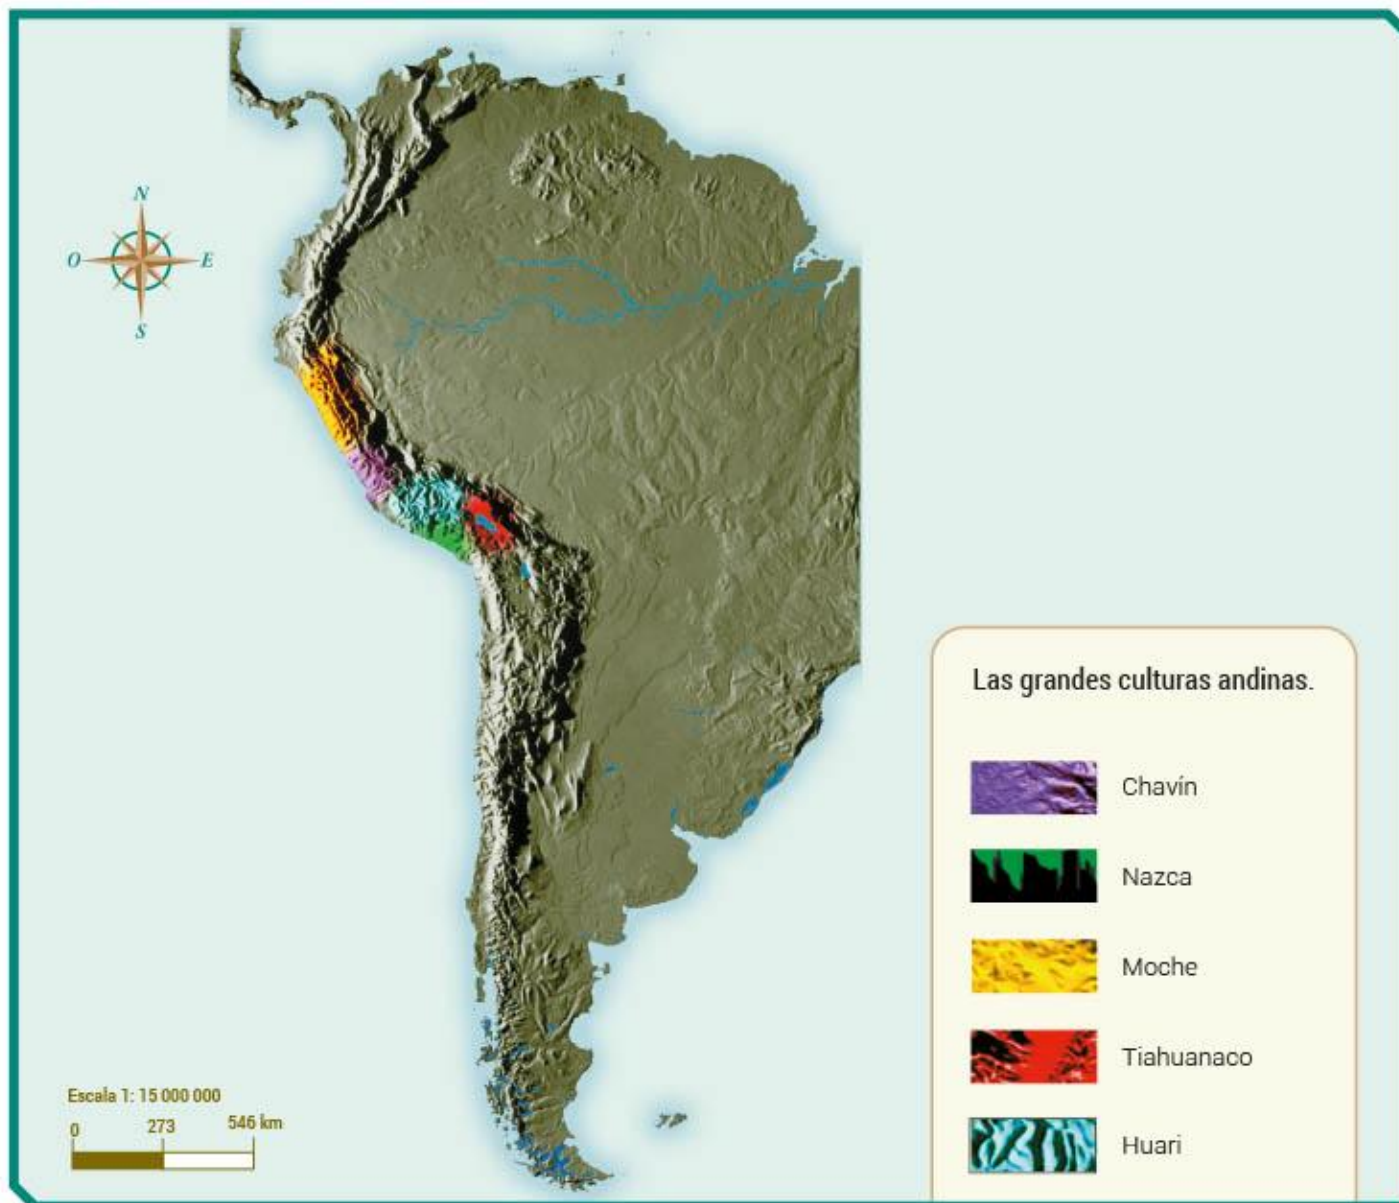 N
O
E
S
Las grandes culturas andinas.
Chavín
Nazca
Moche
Tiahuanaco
Huari
Escala 1: 15 000 000
0 273 546 km